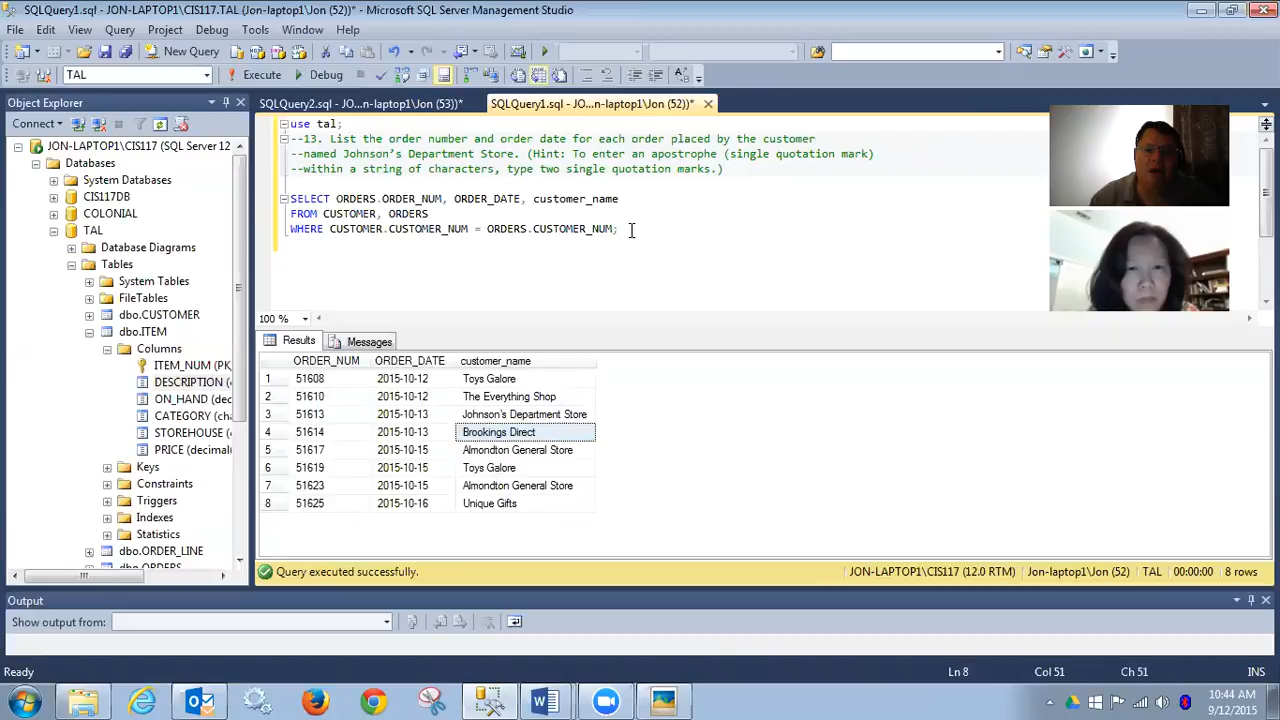 SQLQuery1.sql - JON-LAPTOP1\CIS117.TAL (Jon-laptop1\Jon (52))* - Microsoft SQL Server Management Studio
File Edit View Query Project Debug Tools Window Help
New Query
TAL Execute Debug
Object Explorer
SQLQuery2.sql - JO...n-laptop1\Jon (53))*
SQLQuery1.sql - JO...n-laptop1\Jon (52))*
Connect
JON-LAPTOP1\CIS117 (SQL Server 12
Databases
System Databases
CIS117DB
COLONIAL
TAL
Database Diagrams
Tables
System Tables
FileTables
dbo.CUSTOMER
dbo.ITEM
Columns
ITEM_NUM (PK,
DESCRIPTION (
ON_HAND (dec
CATEGORY (cha
STOREHOUSE (
PRICE (decimal(
Keys
Constraints
Triggers
Indexes
Statistics
dbo.ORDER_LINE
dbo.ORDERS
use tal;
--13. List the order number and order date for each order placed by the customer
--named Johnson's Department Store. (Hint: To enter an apostrophe (single quotation mark)
--within a string of characters, type two single quotation marks.)
SELECT ORDERS.ORDER_NUM, ORDER_DATE, customer_name
FROM CUSTOMER, ORDERS
WHERE CUSTOMER.CUSTOMER_NUM = ORDERS.CUSTOMER_NUM;
100 %
Results Messages
ORDER_NUM ORDER_DATE customer_name
1 51608 2015-10-12 Toys Galore
2 51610 2015-10-12 The Everything Shop
3 51613 2015-10-13 Johnson's Department Store
4 51614 2015-10-13 Brookings Direct
5 51617 2015-10-15 Almondton General Store
6 51619 2015-10-15 Toys Galore
7 51623 2015-10-15 Almondton General Store
8 51625 2015-10-16 Unique Gifts
Query executed successfully. JON-LAPTOP1\CIS117 (12.0 RTM) Jon-laptop1\Jon (52) TAL 00:00:00 8 rows
Output
Show output from:
Ready Ln 8 Col 51 Ch 51 INS
10:44 AM
9/12/2015